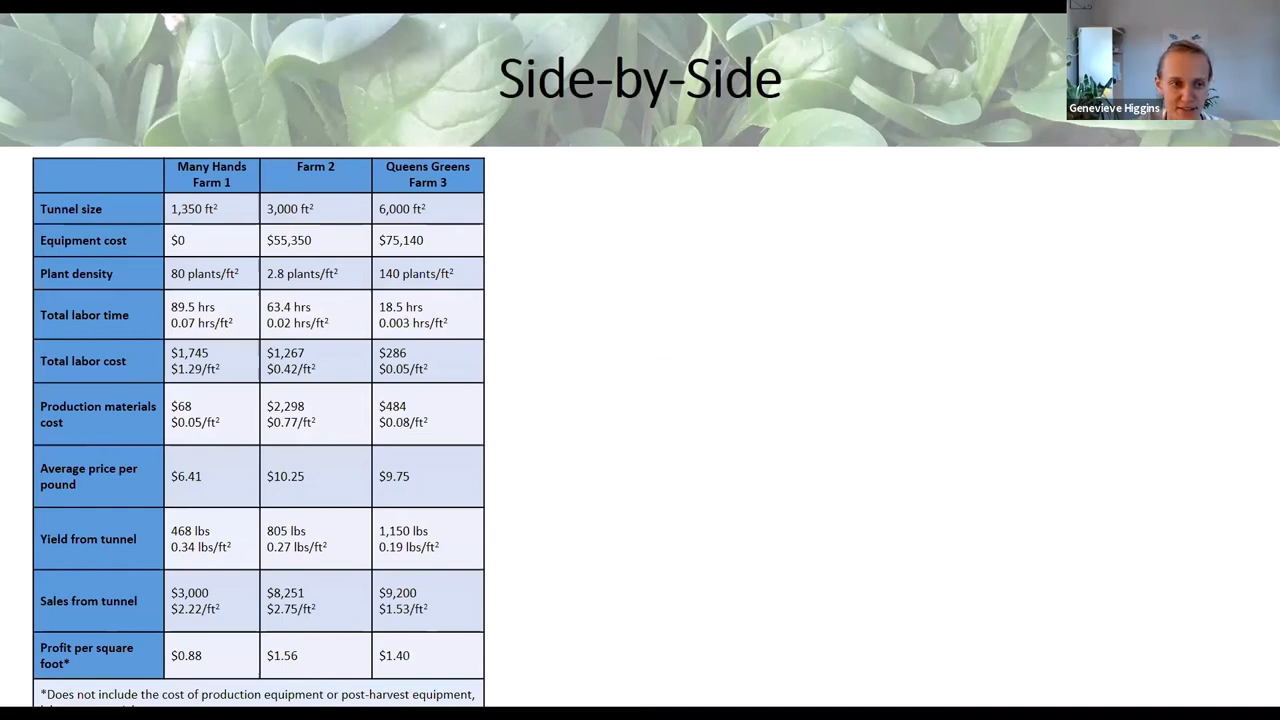 Side-by-Side
Genevieve Higgins
Many Hands Farm 1 | Farm 2 | Queens Greens Farm 3
Tunnel size | 1,350 ft² | 3,000 ft² | 6,000 ft²
Equipment cost | $0 | $55,350 | $75,140
Plant density | 80 plants/ft² | 2.8 plants/ft² | 140 plants/ft²
Total labor time | 89.5 hrs 0.07 hrs/ft² | 63.4 hrs 0.02 hrs/ft² | 18.5 hrs 0.003 hrs/ft²
Total labor cost | $1,745 $1.29/ft² | $1,267 $0.42/ft² | $286 $0.05/ft²
Production materials cost | $68 $0.05/ft² | $2,298 $0.77/ft² | $484 $0.08/ft²
Average price per pound | $6.41 | $10.25 | $9.75
Yield from tunnel | 468 lbs 0.34 lbs/ft² | 805 lbs 0.27 lbs/ft² | 1,150 lbs 0.19 lbs/ft²
Sales from tunnel | $3,000 $2.22/ft² | $8,251 $2.75/ft² | $9,200 $1.53/ft²
Profit per square foot* | $0.88 | $1.56 | $1.40
*Does not include the cost of production equipment or post-harvest equipment,